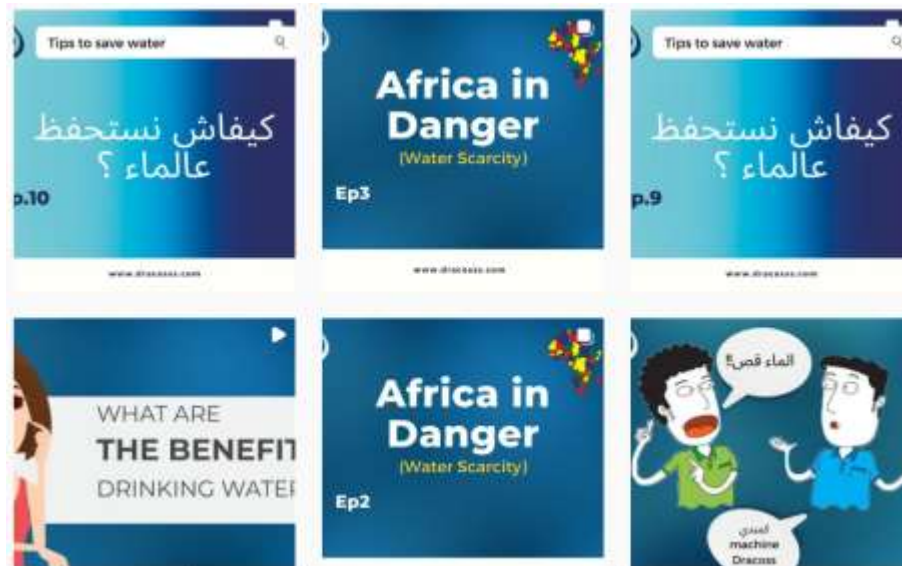 Tips to save water
كيفاش نستحفظ
عالماء ؟
p.10
www.dracoss.com
Africa in
Danger
(Water Scarcity)
Ep3
www.dracoss.com
Tips to save water
كيفاش نستحفظ
عالماء ؟
p.9
www.dracoss.com
WHAT ARE
THE BENEFIT
DRINKING WATER
Africa in
Danger
(Water Scarcity)
Ep2
الماء قص!!
machine
Dracoss